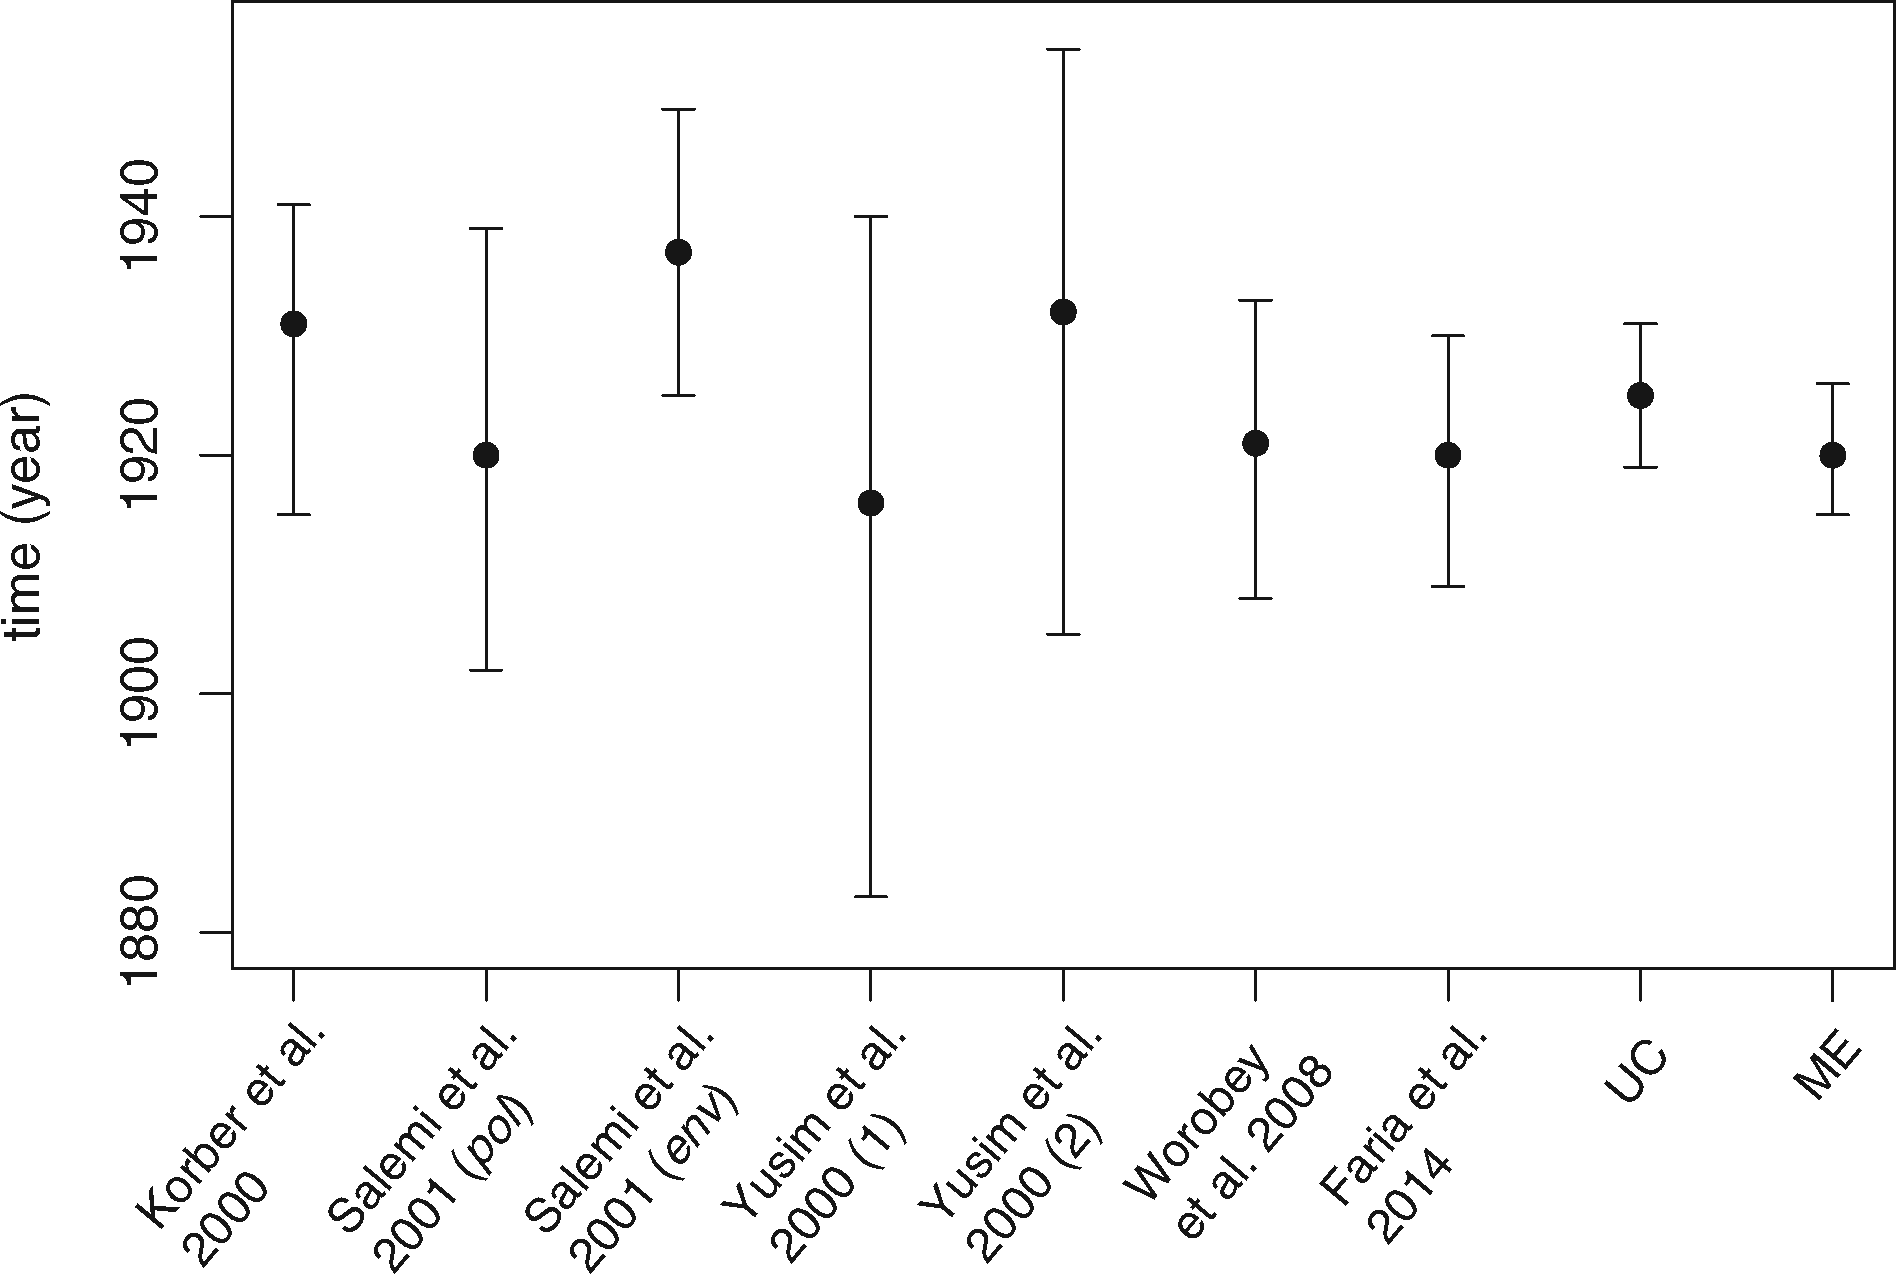 time (year)
1940
1920
1900
1880
Korber et al.
2000
Salemi et al.
2001 (pol)
Salemi et al.
2001 (env)
Yusim et al.
2000 (1)
Yusim et al.
2000 (2)
Worobey
et al. 2008
Faria et al.
2014
UC
ME